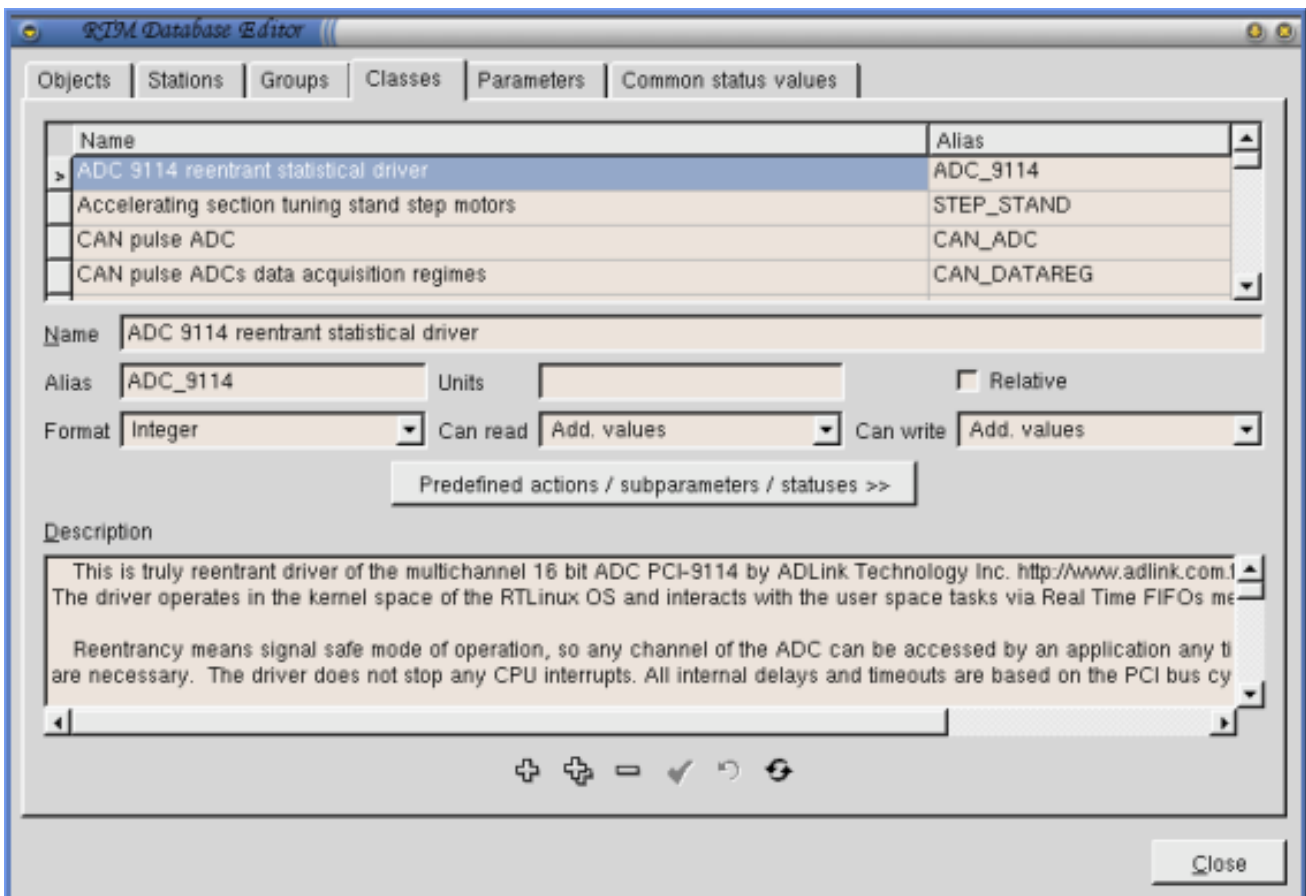 RTM Database Editor
Objects Stations Groups Classes Parameters Common status values
Name Alias
> ADC 9114 reentrant statistical driver ADC_9114
Accelerating section tuning stand step motors STEP_STAND
CAN pulse ADC CAN_ADC
CAN pulse ADCs data acquisition regimes CAN_DATAREG
Name ADC 9114 reentrant statistical driver
Alias ADC_9114 Units Relative
Format Integer Can read Add. values Can write Add. values
Predefined actions / subparameters / statuses >>
Description
This is truly reentrant driver of the multichannel 16 bit ADC PCI-9114 by ADLink Technology Inc. http://www.adlink.com.
The driver operates in the kernel space of the RTLinux OS and interacts with the user space tasks via Real Time FIFOs me
Reentrancy means signal safe mode of operation, so any channel of the ADC can be accessed by an application any ti
are necessary. The driver does not stop any CPU interrupts. All internal delays and timeouts are based on the PCI bus cy
Close